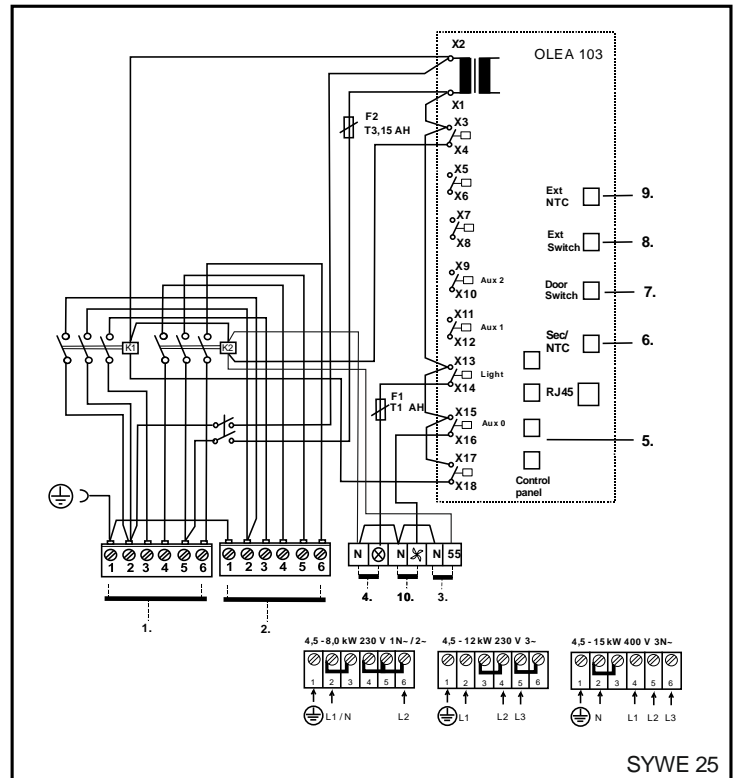 OLEA 103
X2
X1
F2
T3,15 AH
X3
X4
X5
X6
X7
X8
X9
Aux 2
X10
X11
Aux 1
X12
X13
Light
X14
X15
Aux 0
X16
X17
X18
Ext
NTC
9.
Ext
Switch
8.
Door
Switch
7.
Sec/
NTC
6.
RJ45
5.
Control
panel
K1
K2
F1
T1 AH
1 2 3 4 5 6
1 2 3 4 5 6
N N N 55
4. 10. 3.
1. 2.
4,5 - 8,0 kW 230 V 1N~ / 2~
1 2 3 4 5 6
L1 / N L2
4,5 - 12 kW 230 V 3~
1 2 3 4 5 6
L1 L2 L3
4,5 - 15 kW 400 V 3N~
1 2 3 4 5 6
N L1 L2 L3
SYWE 25